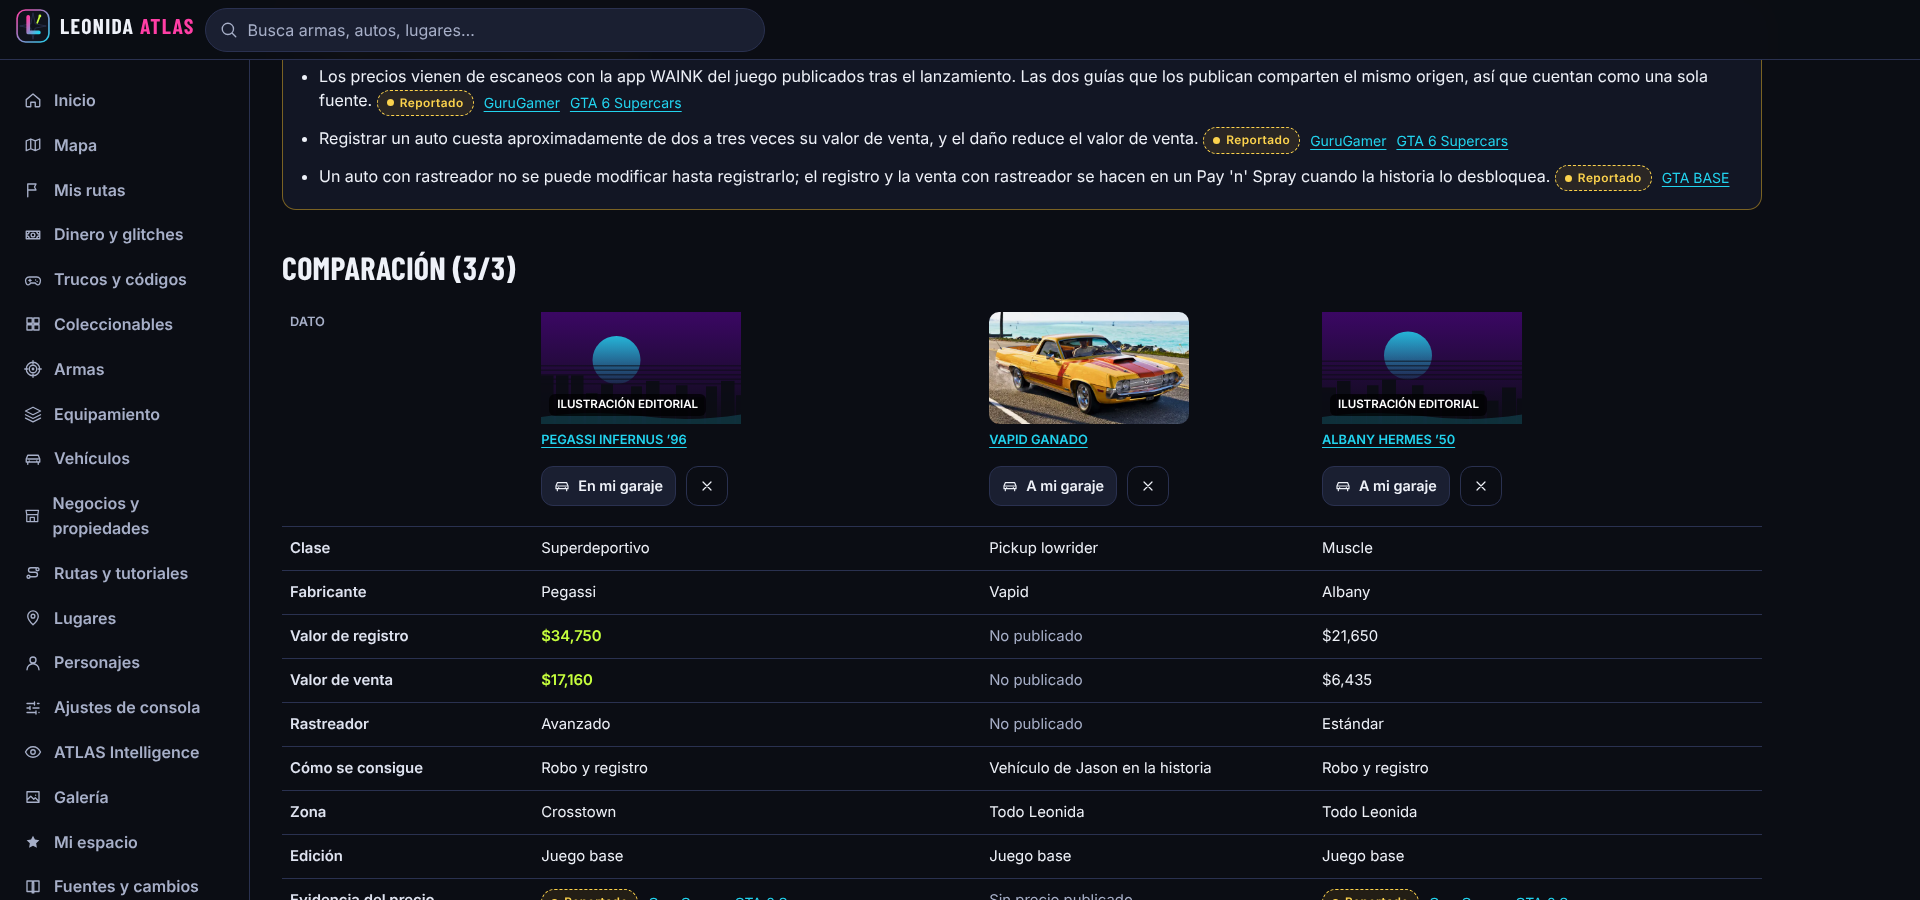 LEONIDA ATLAS
Busca armas, autos, lugares...
Inicio
Mapa
Mis rutas
Dinero y glitches
Trucos y códigos
Coleccionables
Armas
Equipamiento
Vehículos
Negocios y
propiedades
Rutas y tutoriales
Lugares
Personajes
Ajustes de consola
ATLAS Intelligence
Galería
Mi espacio
Fuentes y cambios
• Los precios vienen de escaneos con la app WAINK del juego publicados tras el lanzamiento. Las dos guías que los publican comparten el mismo origen, así que cuentan como una sola
fuente. Reportado GuruGamer GTA 6 Supercars
• Registrar un auto cuesta aproximadamente de dos a tres veces su valor de venta, y el daño reduce el valor de venta. Reportado GuruGamer GTA 6 Supercars
• Un auto con rastreador no se puede modificar hasta registrarlo; el registro y la venta con rastreador se hacen en un Pay 'n' Spray cuando la historia lo desbloquea. Reportado GTA BASE
COMPARACIÓN (3/3)
DATO
ILUSTRACIÓN EDITORIAL ILUSTRACIÓN EDITORIAL
PEGASSI INFERNUS ’96 VAPID GANADO ALBANY HERMES ’50
En mi garaje × A mi garaje × A mi garaje ×
Clase Superdeportivo Pickup lowrider Muscle
Fabricante Pegassi Vapid Albany
Valor de registro $34,750 No publicado $21,650
Valor de venta $17,160 No publicado $6,435
Rastreador Avanzado No publicado Estándar
Cómo se consigue Robo y registro Vehículo de Jason en la historia Robo y registro
Zona Crosstown Todo Leonida Todo Leonida
Edición Juego base Juego base Juego base
Evidencia del precio Reportado Sin precio publicado Reportado